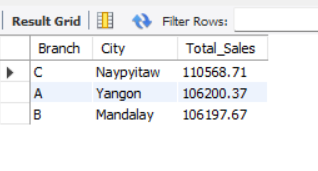 Result Grid Filter Rows:
Branch City Total_Sales
C Naypyitaw 110568.71
A Yangon 106200.37
B Mandalay 106197.67